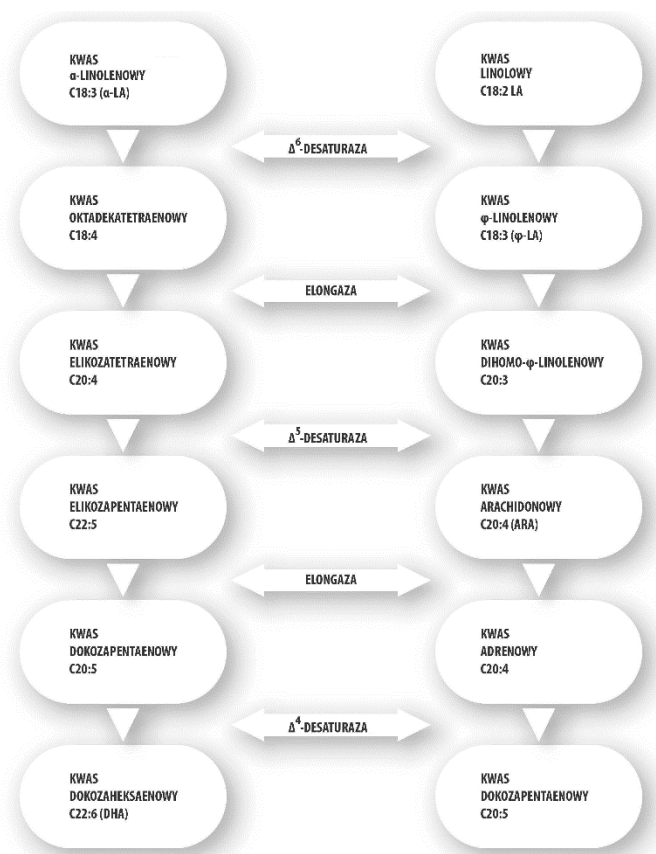 KWAS
α-LINOLENOWY
C18:3 (α-LA)
KWAS
LINOLOWY
C18:2 LA
Δ⁶-DESATURAZA
KWAS
OKTADEKATETRAENOWY
C18:4
KWAS
φ-LINOLENOWY
C18:3 (φ-LA)
ELONGAZA
KWAS
ELIKOZATETRAENOWY
C20:4
KWAS
DIHOMO-φ-LINOLENOWY
C20:3
Δ⁵-DESATURAZA
KWAS
ELIKOZAPENTAENOWY
C22:5
KWAS
ARACHIDONOWY
C20:4 (ARA)
ELONGAZA
KWAS
DOKOZAPENTAENOWY
C20:5
KWAS
ADRENOWY
C20:4
Δ⁴-DESATURAZA
KWAS
DOKOZAHEKSAENOWY
C22:6 (DHA)
KWAS
DOKOZAPENTAENOWY
C20:5